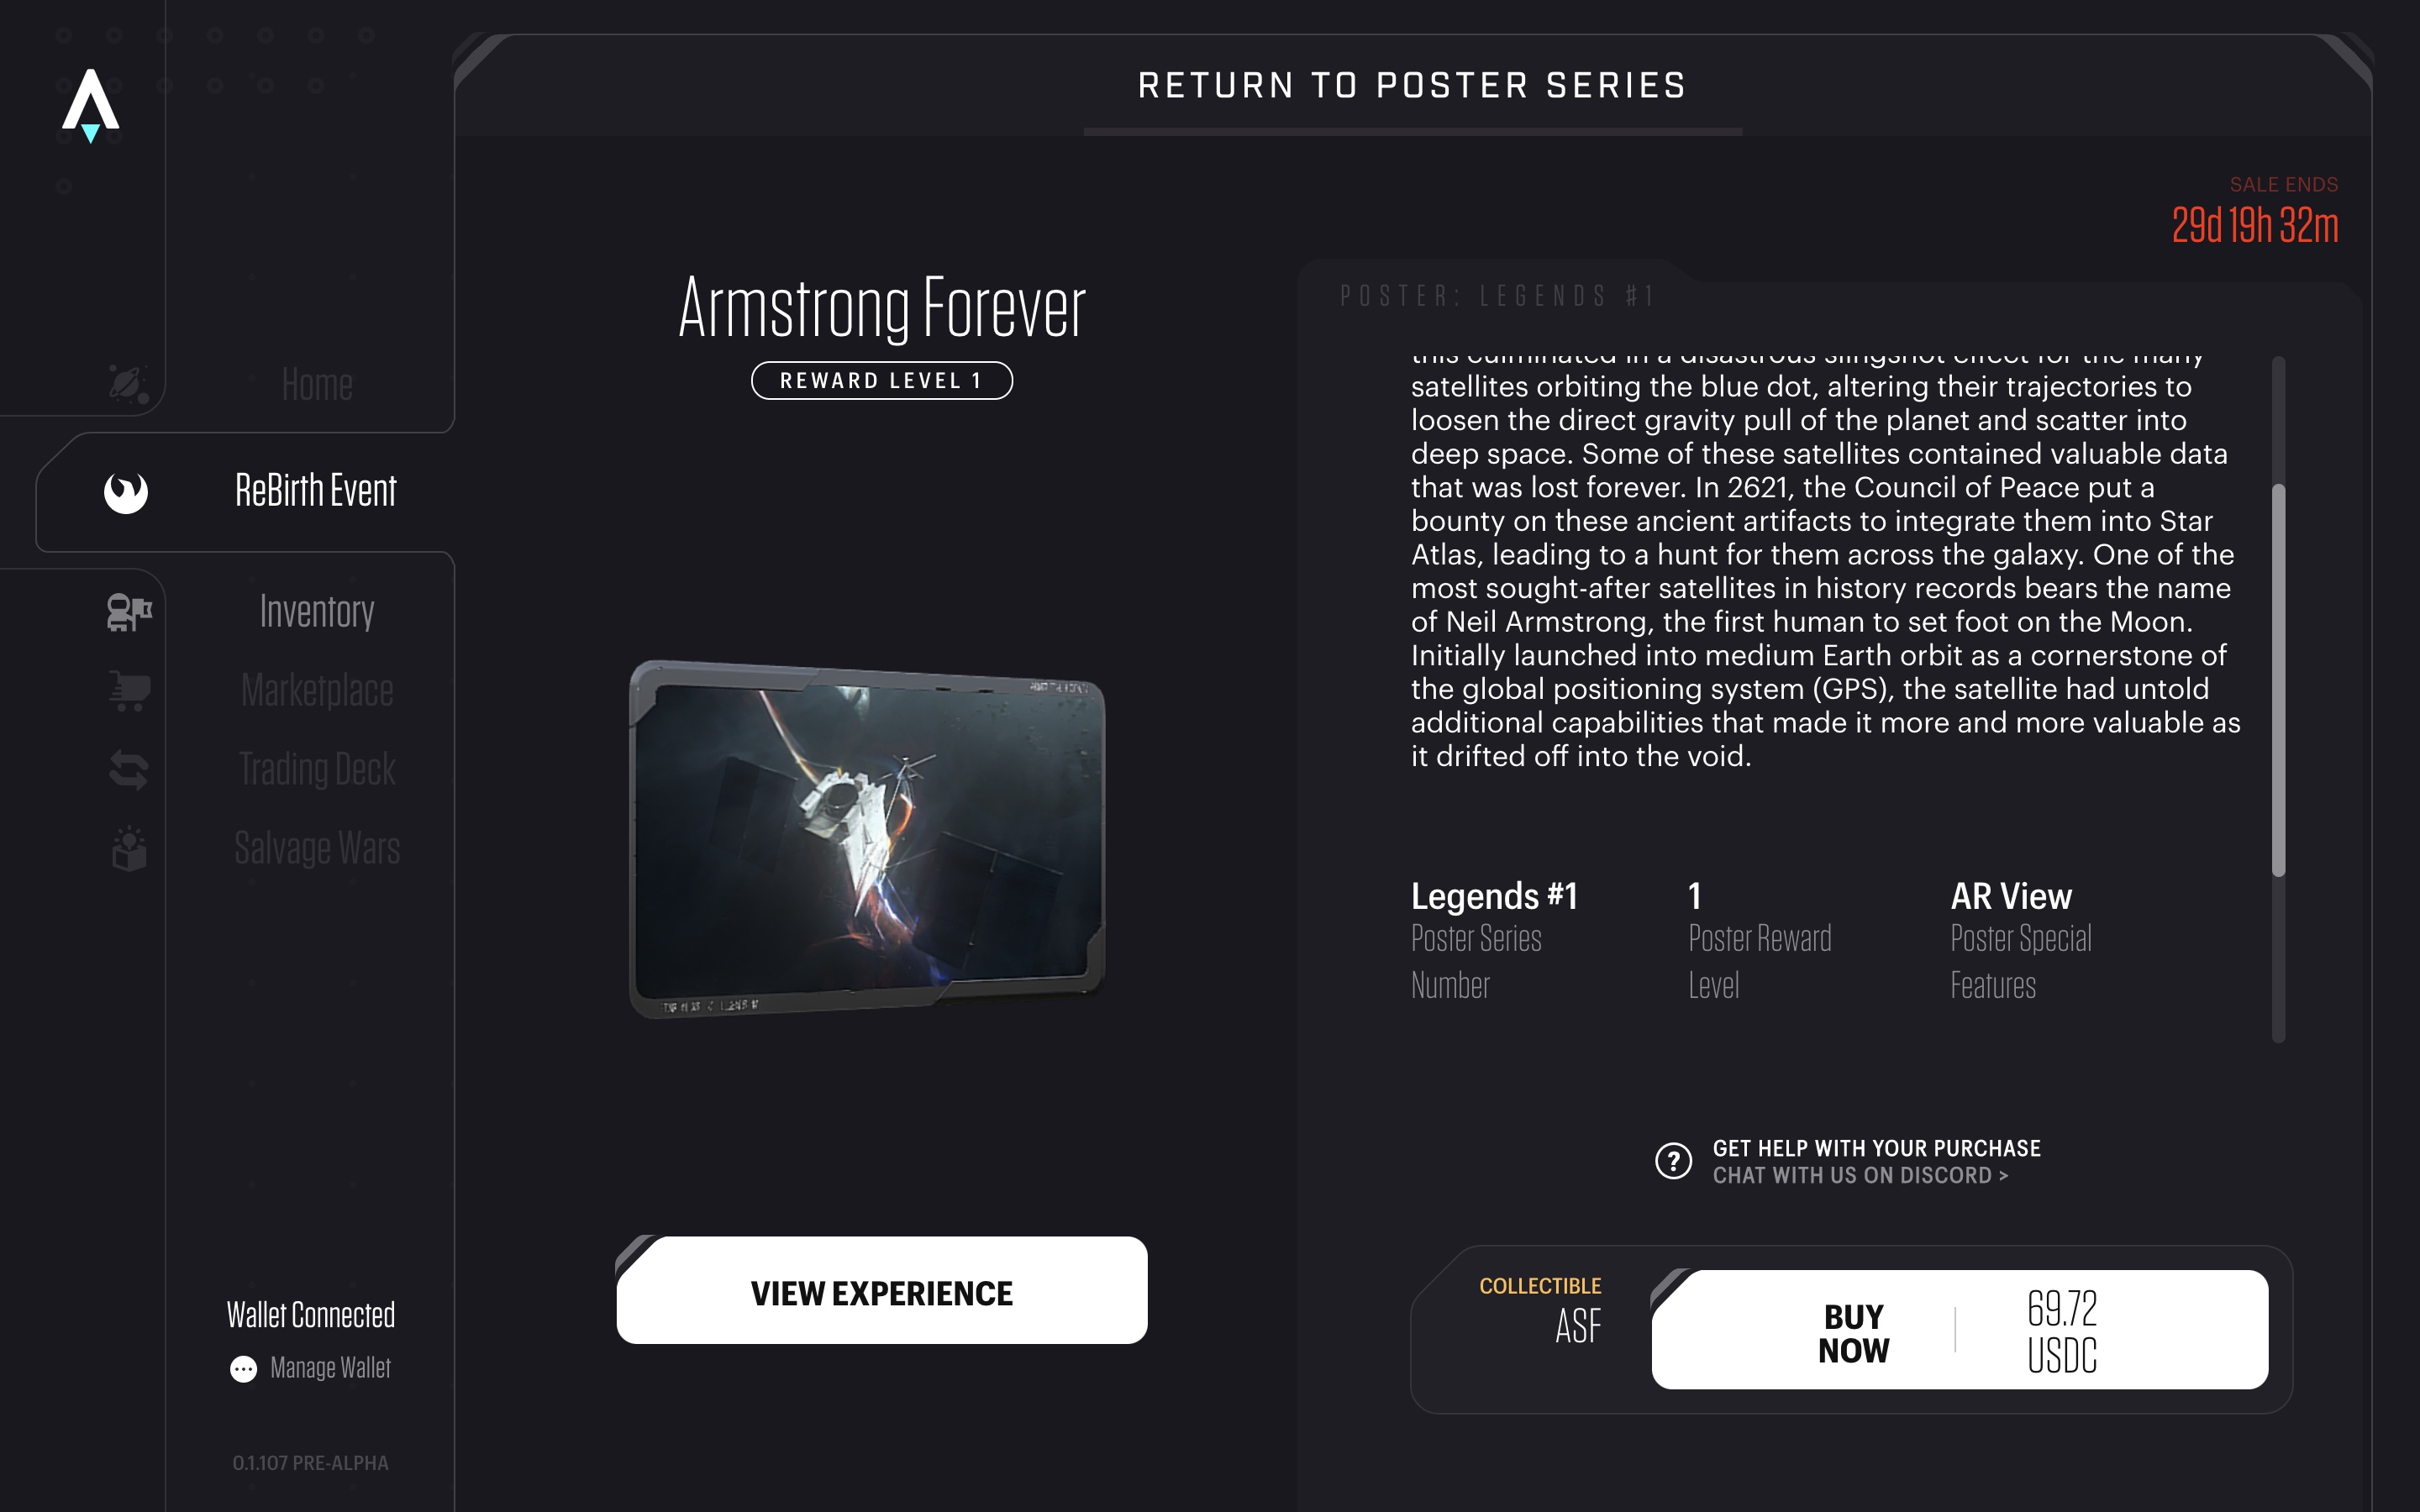 RETURN TO POSTER SERIES
SALE ENDS
29d 19h 32m
Home
ReBirth Event
Inventory
Marketplace
Trading Deck
Salvage Wars
Wallet Connected
Manage Wallet
0.1.107 PRE-ALPHA
Armstrong Forever
REWARD LEVEL 1
VIEW EXPERIENCE
POSTER: LEGENDS #1
this culminated in a disastrous slingshot effect for the many
satellites orbiting the blue dot, altering their trajectories to
loosen the direct gravity pull of the planet and scatter into
deep space. Some of these satellites contained valuable data
that was lost forever. In 2621, the Council of Peace put a
bounty on these ancient artifacts to integrate them into Star
Atlas, leading to a hunt for them across the galaxy. One of the
most sought-after satellites in history records bears the name
of Neil Armstrong, the first human to set foot on the Moon.
Initially launched into medium Earth orbit as a cornerstone of
the global positioning system (GPS), the satellite had untold
additional capabilities that made it more and more valuable as
it drifted off into the void.
Legends #1
Poster Series
Number
1
Poster Reward
Level
AR View
Poster Special
Features
GET HELP WITH YOUR PURCHASE
CHAT WITH US ON DISCORD >
COLLECTIBLE
ASF
BUY
NOW
69.72
USDC